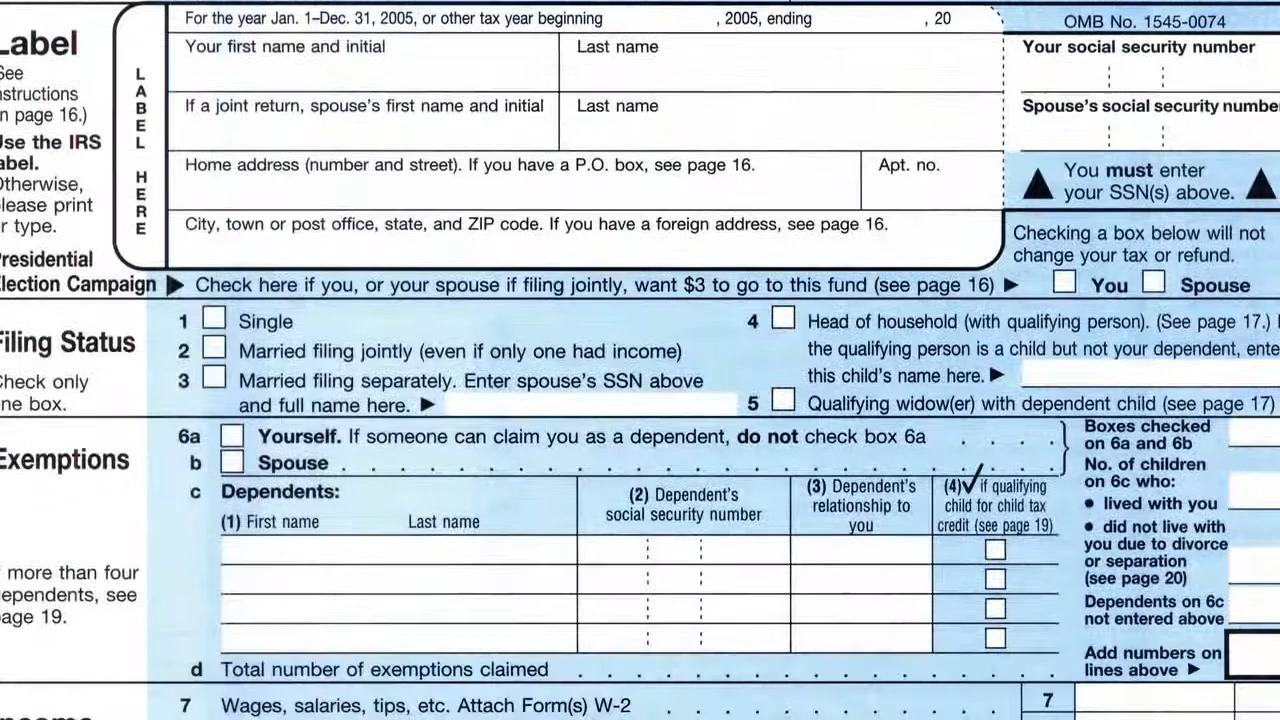 For the year Jan. 1–Dec. 31, 2005, or other tax year beginning , 2005, ending , 20
OMB No. 1545-0074
Label
See
instructions
on page 16.)
Use the IRS
label.
Otherwise,
please print
or type.
LABEL HERE
Your first name and initial
Last name
Your social security number
If a joint return, spouse's first name and initial
Last name
Spouse's social security number
Home address (number and street). If you have a P.O. box, see page 16.
Apt. no.
You must enter
your SSN(s) above.
City, town or post office, state, and ZIP code. If you have a foreign address, see page 16.
Checking a box below will not
change your tax or refund.
Presidential
Election Campaign ▶ Check here if you, or your spouse if filing jointly, want $3 to go to this fund (see page 16) ▶ You Spouse
Filing Status
Check only
one box.
1 Single
2 Married filing jointly (even if only one had income)
3 Married filing separately. Enter spouse's SSN above
and full name here. ▶
4 Head of household (with qualifying person). (See page 17.)
the qualifying person is a child but not your dependent, enter
this child's name here. ▶
5 Qualifying widow(er) with dependent child (see page 17)
Exemptions
6a Yourself. If someone can claim you as a dependent, do not check box 6a . . . .
b Spouse . . . . . . . . . . . . . . . . . . . . . . .
c Dependents:
(1) First name Last name
(2) Dependent's
social security number
(3) Dependent's
relationship to
you
(4)✓ if qualifying
child for child tax
credit (see page 19)
If more than four
dependents, see
page 19.
Boxes checked
on 6a and 6b
No. of children
on 6c who:
• lived with you
• did not live with
you due to divorce
or separation
(see page 20)
Dependents on 6c
not entered above
Add numbers on
lines above ▶
d Total number of exemptions claimed . . . . . . . . . . . . . . .
Income
7 Wages, salaries, tips, etc. Attach Form(s) W-2 . . . . . . . . . . . 7